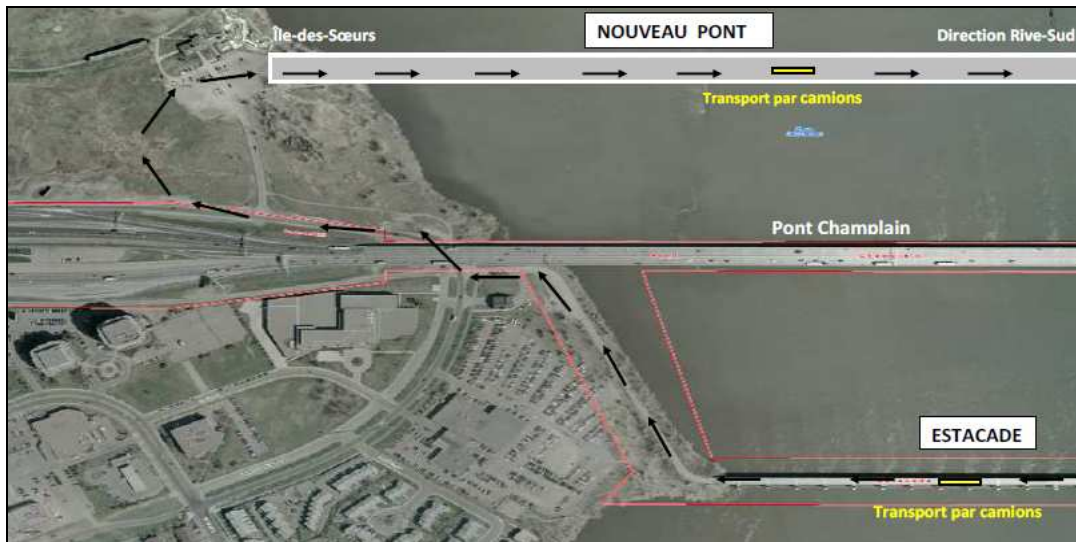 Île-des-Sœurs
NOUVEAU PONT
Direction Rive-Sud
Transport par camions
Pont Champlain
ESTACADE
Transport par camions